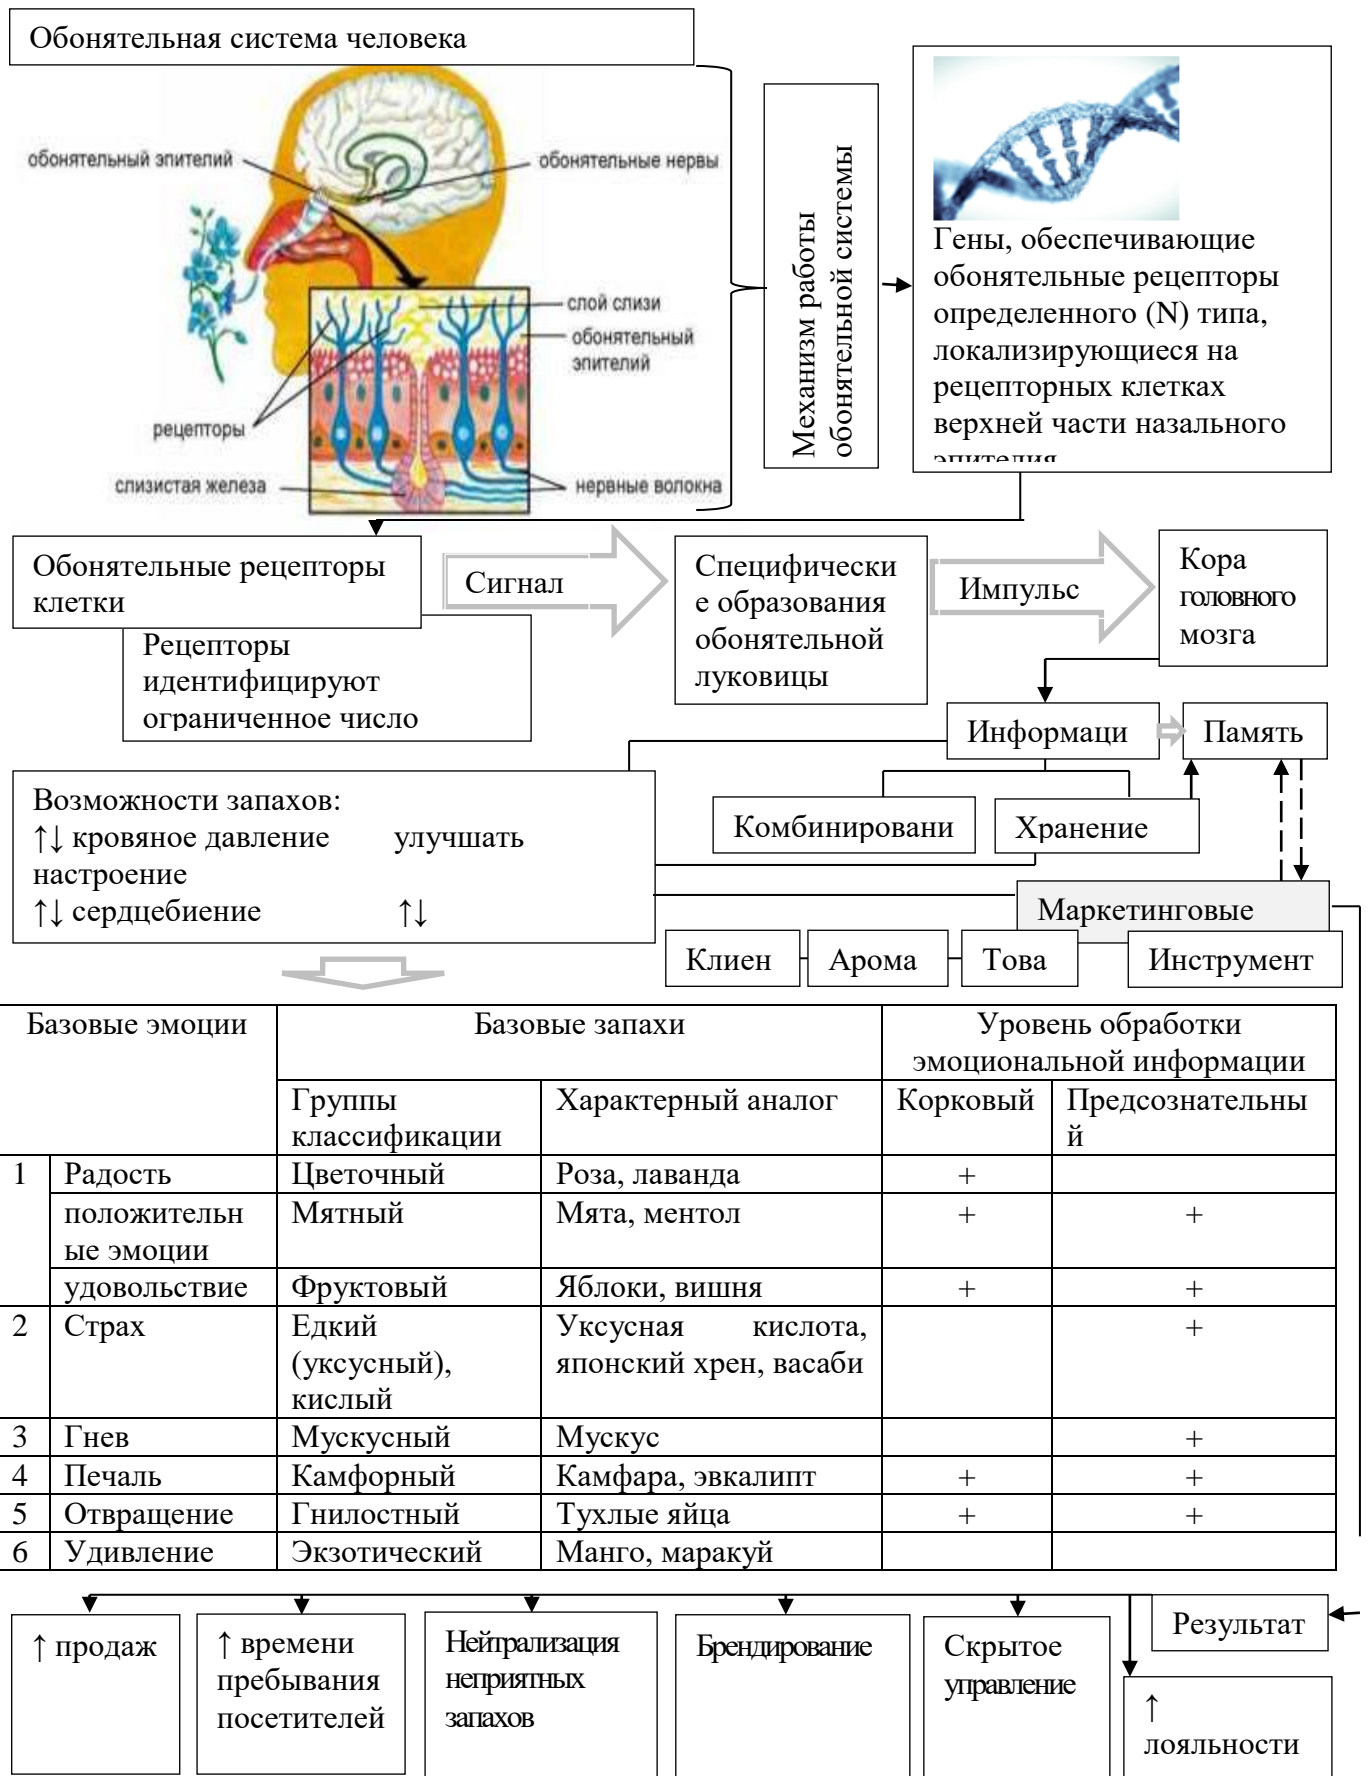 Обонятельная система человека
обонятельный эпителий
обонятельные нервы
слой слизи
обонятельный
эпителий
рецепторы
слизистая железа
нервные волокна
Механизм работы
обонятельной системы
Гены, обеспечивающие
обонятельные рецепторы
определенного (N) типа,
локализирующиеся на
рецепторных клетках
верхней части назального
эпителия
Обонятельные рецепторы
клетки
Рецепторы
идентифицируют
ограниченное число
Сигнал
Специфически
е образования
обонятельной
луковицы
Импульс
Кора
головного
мозга
Информаци
Память
Комбинировани
Хранение
Возможности запахов:
↑↓ кровяное давление улучшать
настроение
↑↓ сердцебиение ↑↓
Маркетинговые
Клиен
Арома
Това
Инструмент
Базовые эмоции Базовые запахи Уровень обработки
эмоциональной информации
Группы
классификации
Характерный аналог
Корковый
Предсознательны
й
1 Радость Цветочный Роза, лаванда +
положительн
ые эмоции
Мятный Мята, ментол + +
удовольствие Фруктовый Яблоки, вишня + +
2 Страх
Едкий
(уксусный),
кислый
Уксусная кислота,
японский хрен, васаби
+
3 Гнев Мускусный Мускус +
4 Печаль Камфорный Камфара, эвкалипт + +
5 Отвращение Гнилостный Тухлые яйца + +
6 Удивление Экзотический Манго, маракуй
Результат
↑ продаж
↑ времени
пребывания
посетителей
Нейтрализация
неприятных
запахов
Брендирование
Скрытое
управление
↑
лояльности